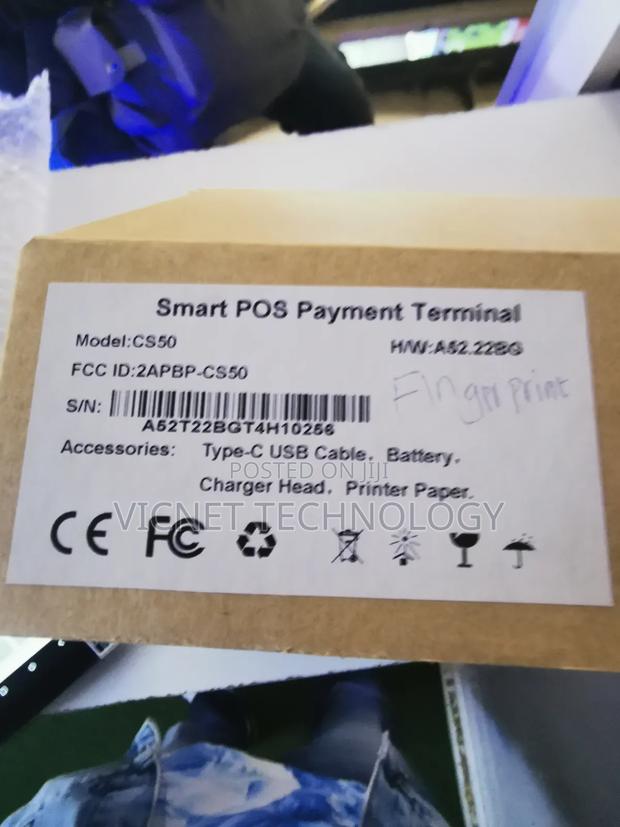 Smart POS Payment Terminal
Model:CS50
H/W:A52.22BG
FCC ID:2APBP-CS50
Fingerprint
S/N:
A52T22BGT4H10256
Accessories: Type-C USB Cable, Battery,
POSTED ON JIJI
Charger Head, Printer Paper.
VICNET TECHNOLOGY
CE FC